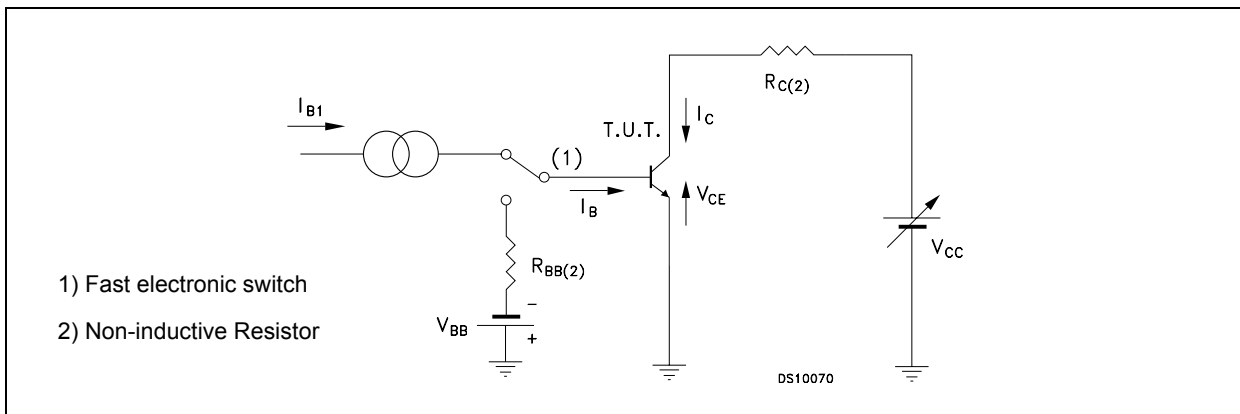 I_B1
R_C(2)
T.U.T.
I_C
(1)
I_B
V_CE
R_BB(2)
V_CC
1) Fast electronic switch
2) Non-inductive Resistor
V_BB
−
+
DS10070